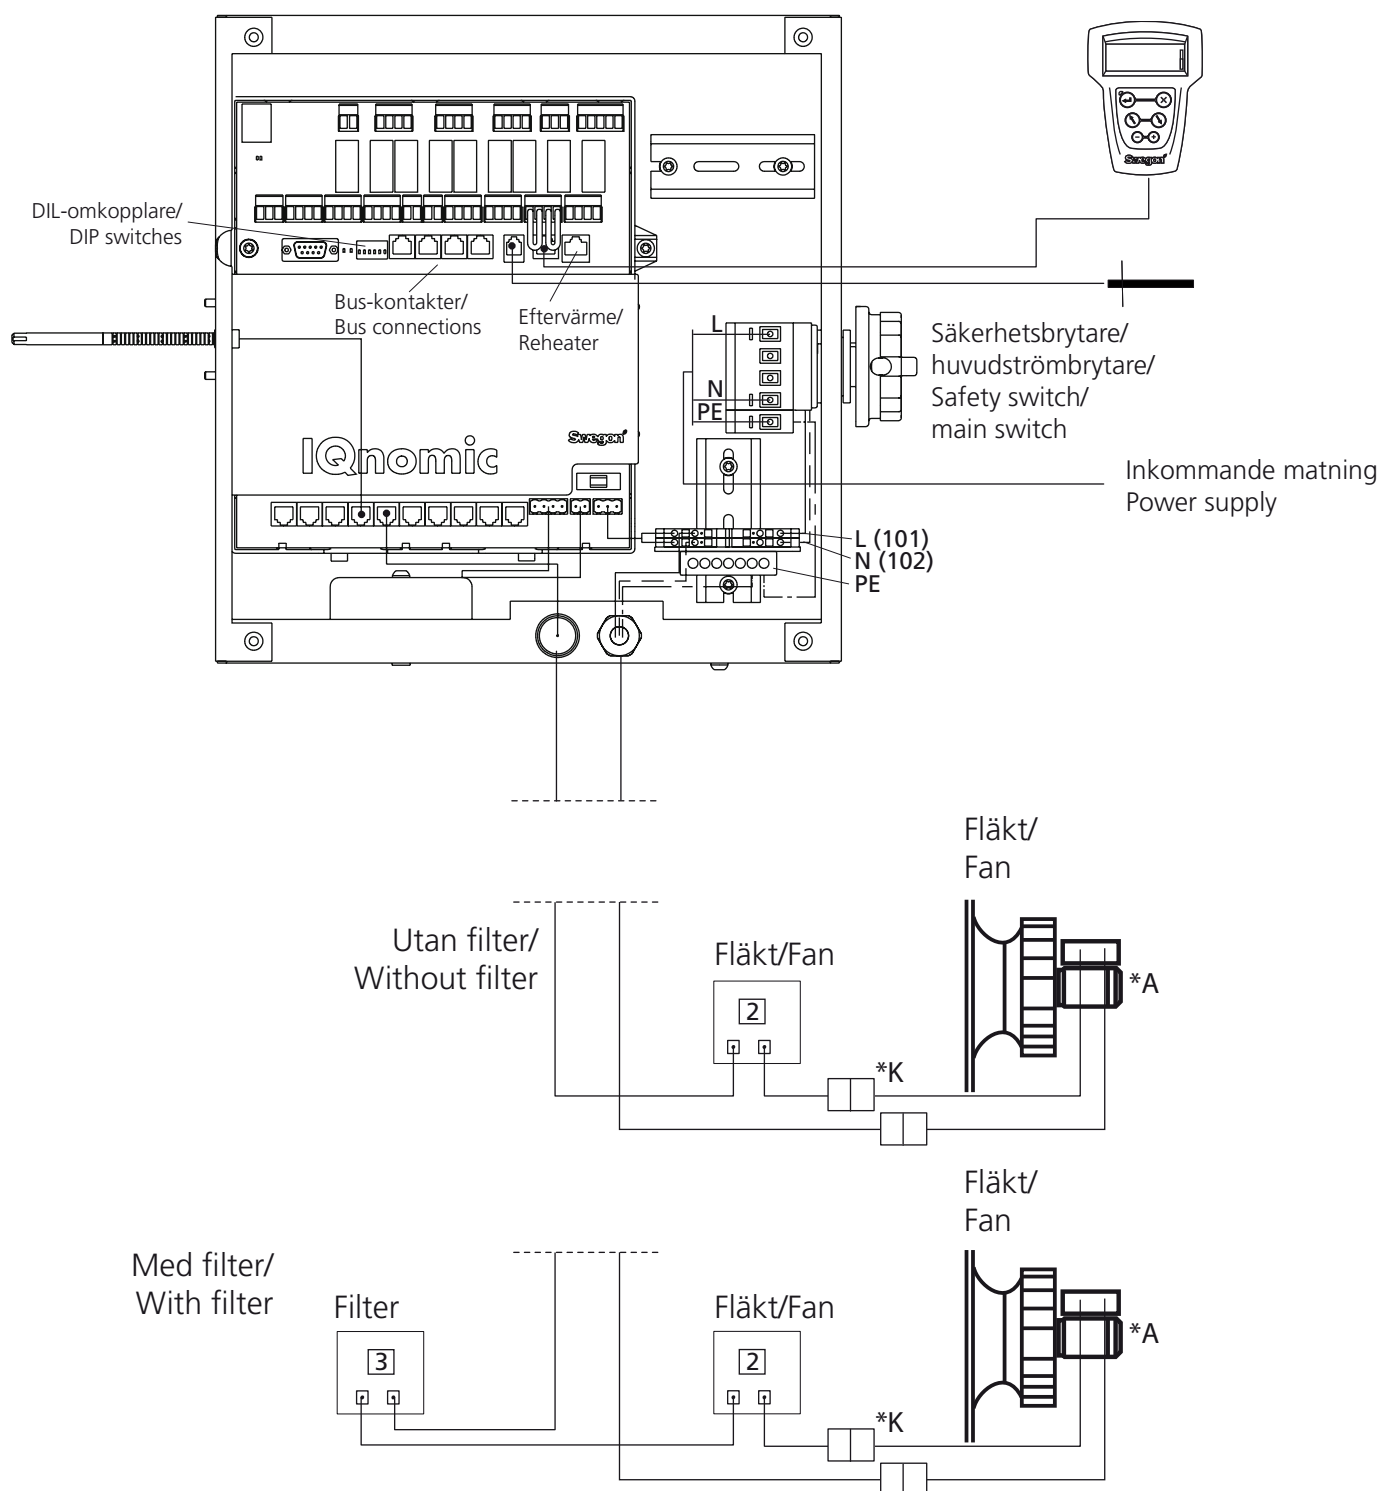 Swegon
DIL-omkopplare/
DIP switches
Bus-kontakter/
Bus connections
Eftervärme/
Reheater
L
N
PE
Säkerhetsbrytare/
huvudströmbrytare/
Safety switch/
main switch
Swegon
IQnomic
Inkommande matning
Power supply
L (101)
N (102)
PE
Fläkt/
Fan
Utan filter/
Without filter
Fläkt/Fan
2
*A
*K
Fläkt/
Fan
Med filter/
With filter
Filter
3
Fläkt/Fan
2
*A
*K